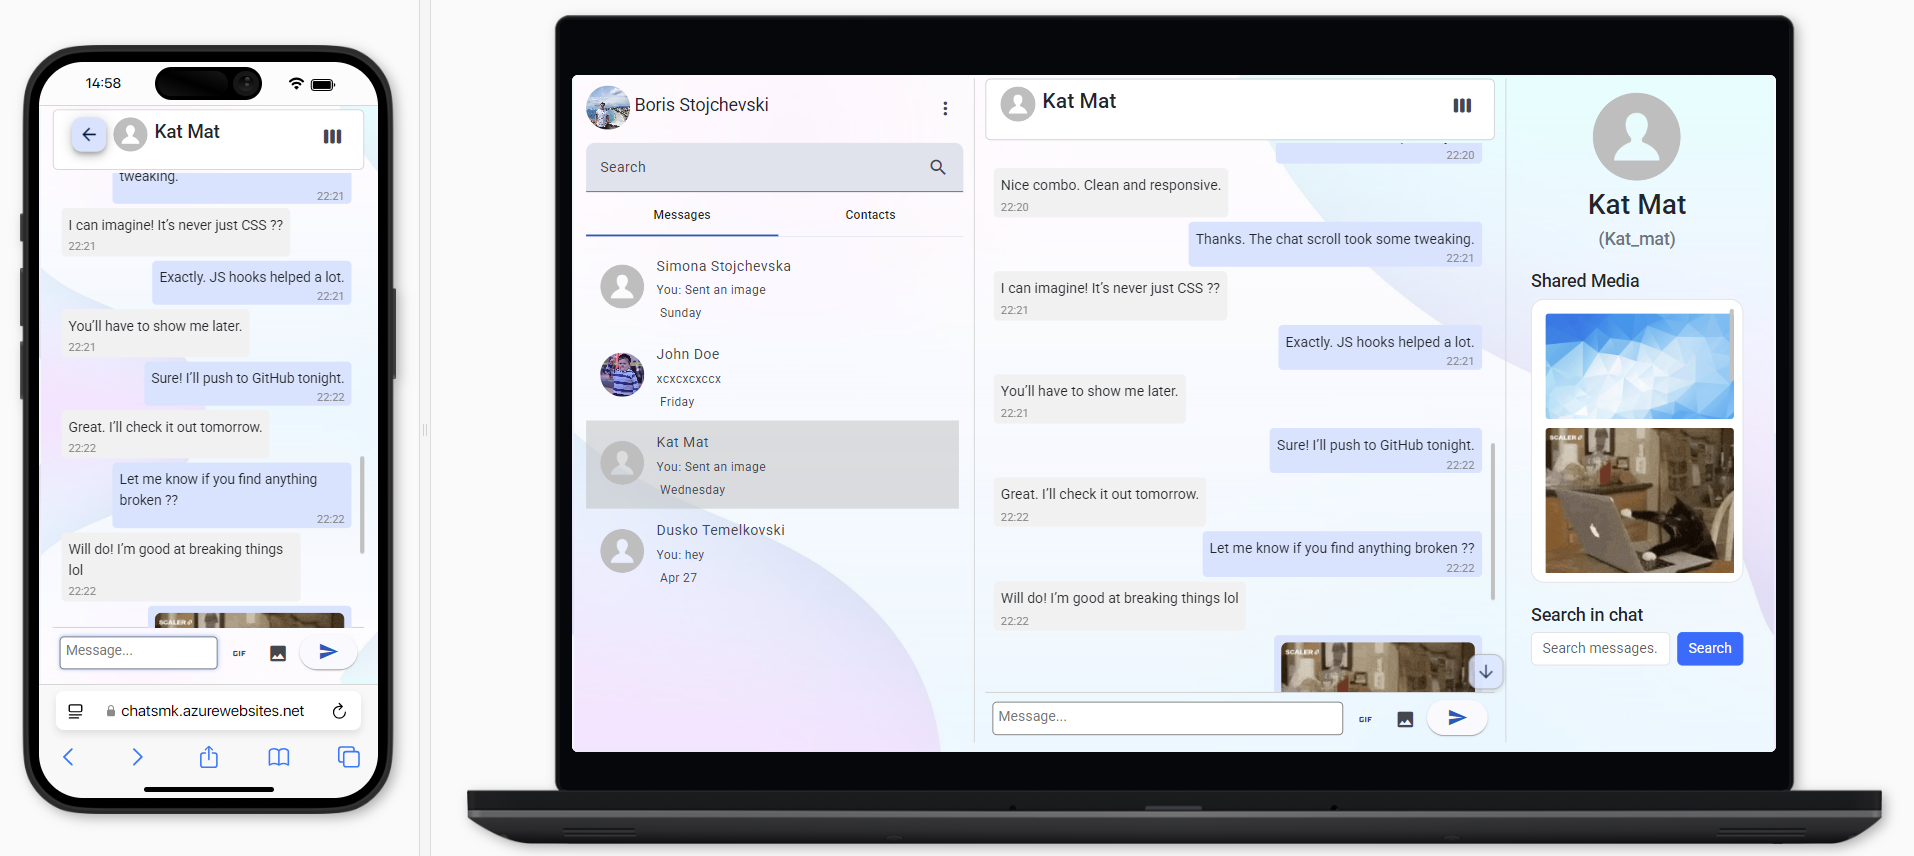 14:58
Kat Mat
tweaking.
22:21
I can imagine! It’s never just CSS ??
22:21
Exactly. JS hooks helped a lot.
22:21
You’ll have to show me later.
22:21
Sure! I’ll push to GitHub tonight.
22:22
Great. I’ll check it out tomorrow.
22:22
Let me know if you find anything
broken ??
22:22
Will do! I’m good at breaking things
lol
22:22
SCALER
Message...
GIF
chatsmk.azurewebsites.net
Boris Stojchevski
Search
Messages
Contacts
Simona Stojchevska
You: Sent an image
Sunday
John Doe
xcxcxcxccx
Friday
Kat Mat
You: Sent an image
Wednesday
Dusko Temelkovski
You: hey
Apr 27
Kat Mat
22:20
Nice combo. Clean and responsive.
22:20
Thanks. The chat scroll took some tweaking.
22:21
I can imagine! It’s never just CSS ??
22:21
Exactly. JS hooks helped a lot.
22:21
You’ll have to show me later.
22:21
Sure! I’ll push to GitHub tonight.
22:22
Great. I’ll check it out tomorrow.
22:22
Let me know if you find anything broken ??
22:22
Will do! I’m good at breaking things lol
22:22
SCALER
Message...
GIF
Kat Mat
(Kat_mat)
Shared Media
SCALER
Search in chat
Search messages.
Search